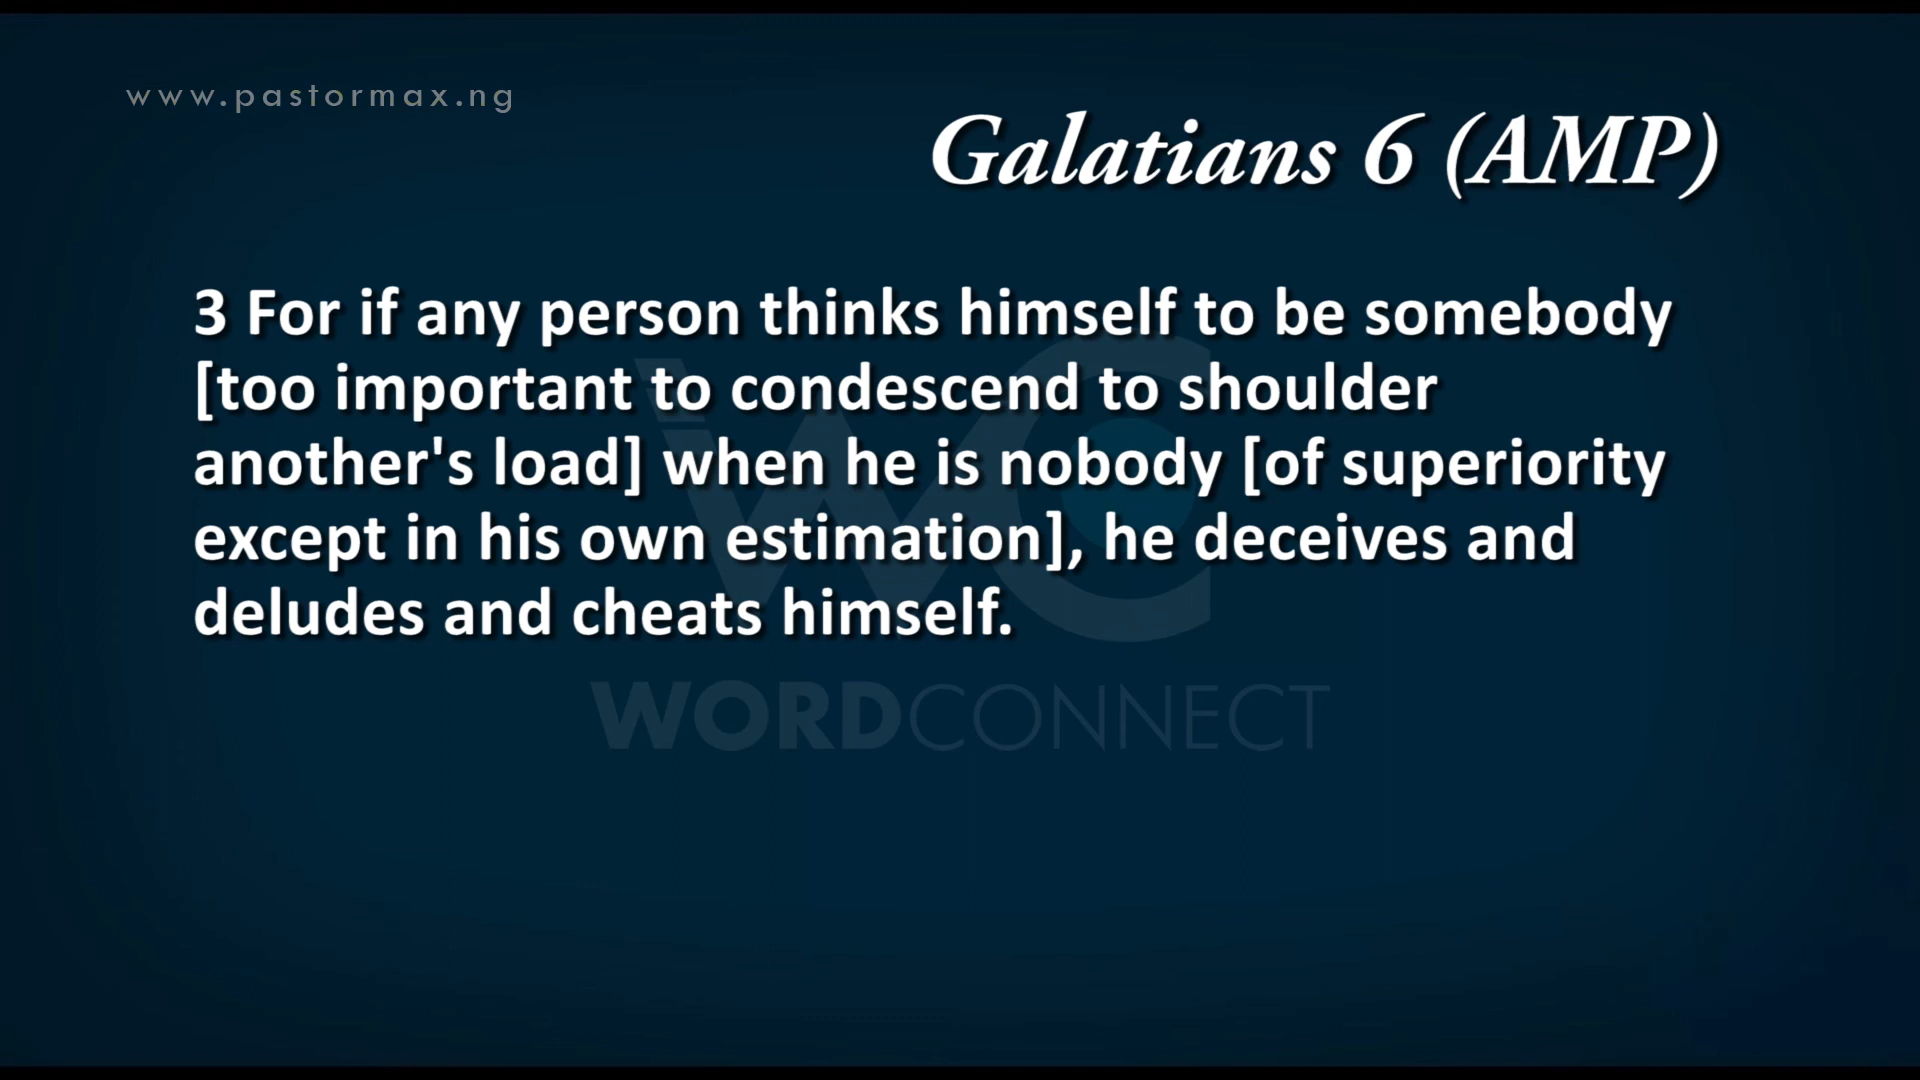 www.pastormax.ng
Galatians 6 (AMP)
3 For if any person thinks himself to be somebody
[too important to condescend to shoulder
another's load] when he is nobody [of superiority
except in his own estimation], he deceives and
deludes and cheats himself.
WC
WORDCONNECT